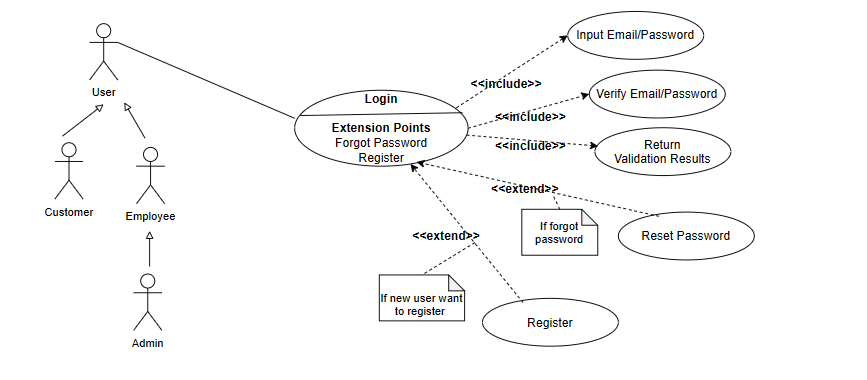 Input Email/Password
User
<<include>>
Verify Email/Password
Login
<<include>>
Extension Points
Forgot Password
Register
<<include>>
Return
Validation Results
<<extend>>
Customer
Employee
If forgot
password
Reset Password
<<extend>>
If new user want
to register
Register
Admin